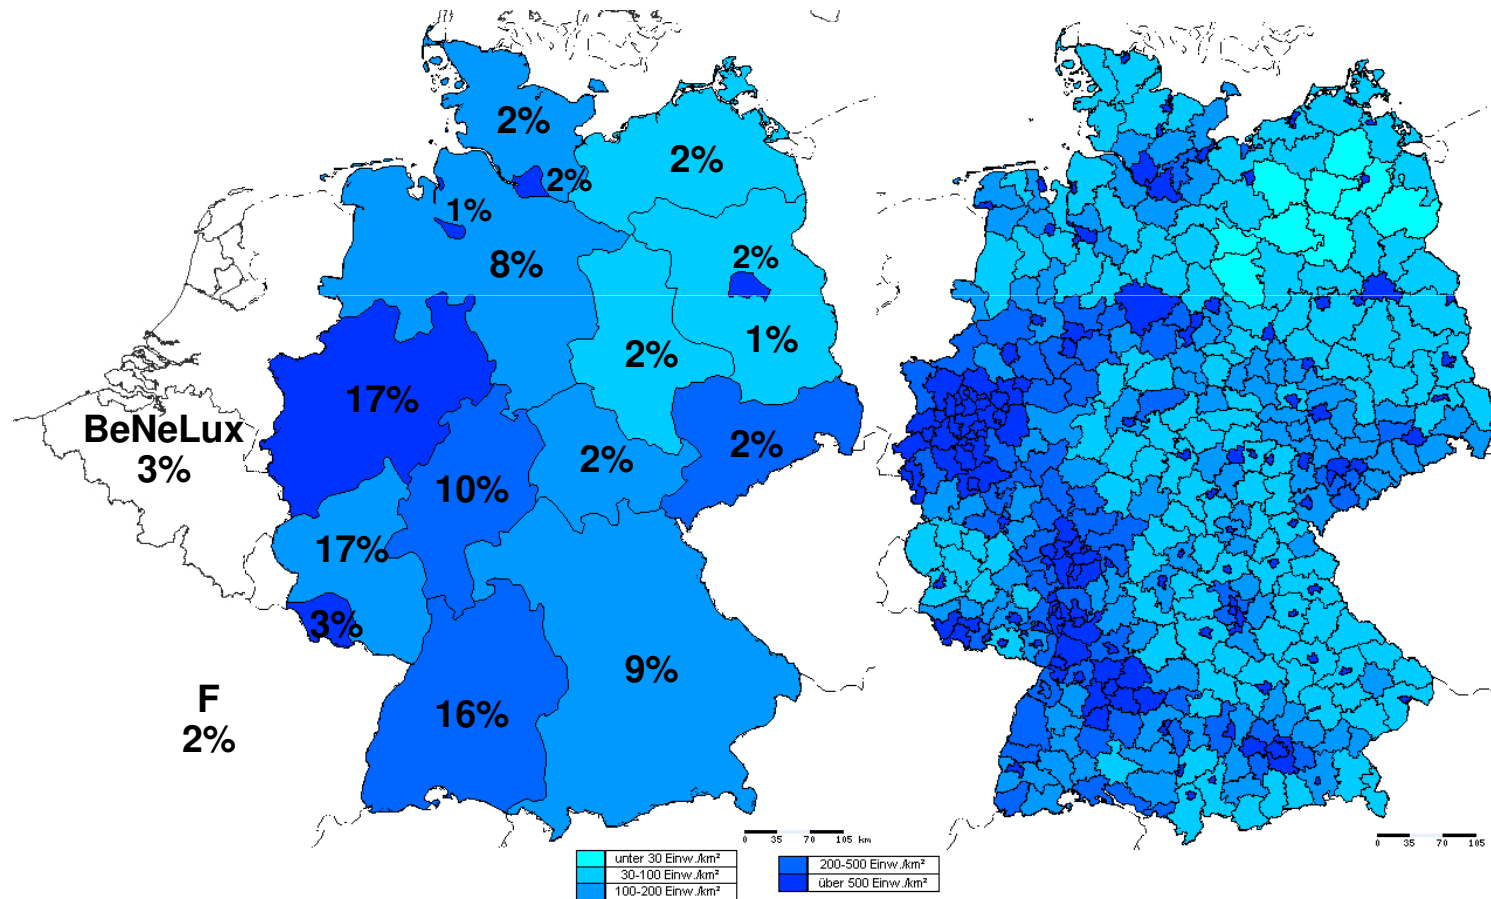 2%
2%
2%
1%
8%
2%
2%
1%
17%
BeNeLux
3%
10%
2%
2%
17%
3%
9%
16%
F
2%
0 35 70 105 km
0 35 70 105
unter 30 Einw./km²
30-100 Einw./km²
100-200 Einw./km²
200-500 Einw./km²
über 500 Einw./km²